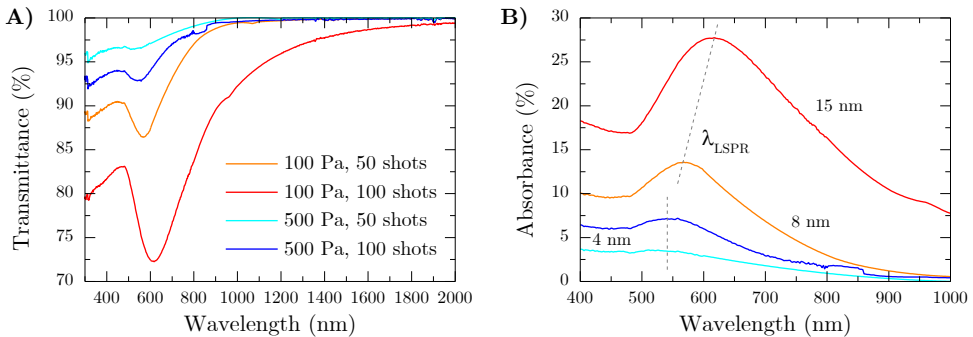 A)
100
95
90
85
80
75
70
Transmittance (%)
400
600
800
1000
1200
1400
1600
1800
2000
Wavelength (nm)
100 Pa, 50 shots
100 Pa, 100 shots
500 Pa, 50 shots
500 Pa, 100 shots
B)
30
25
20
15
10
5
0
Absorbance (%)
400
500
600
700
800
900
1000
Wavelength (nm)
15 nm
λLSPR
8 nm
4 nm